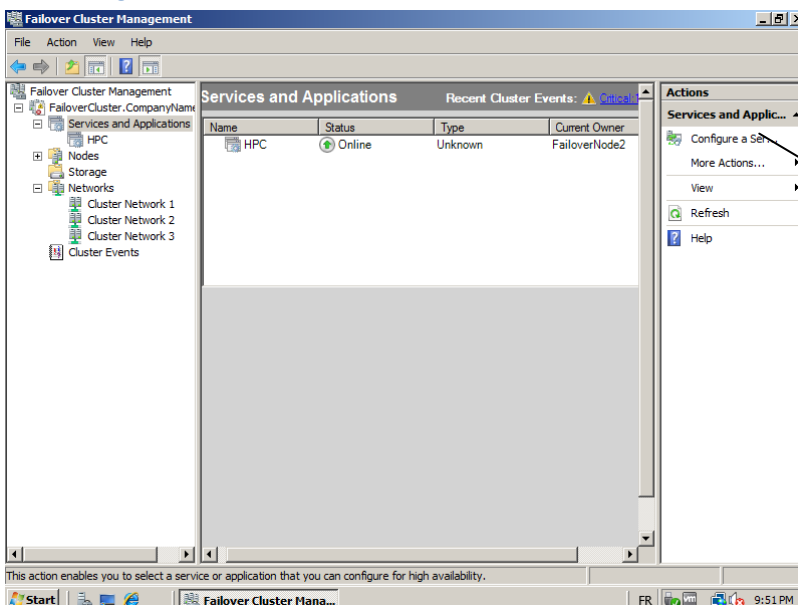 Failover Cluster Management
File Action View Help
Failover Cluster Management
FailoverCluster.CompanyName
Services and Applications
HPC
Nodes
Storage
Networks
Cluster Network 1
Cluster Network 2
Cluster Network 3
Cluster Events
Services and Applications Recent Cluster Events: Critical:
Name Status Type Current Owner
HPC Online Unknown FailoverNode2
Actions
Services and Applic...
Configure a Ser...
More Actions...
View
Refresh
Help
This action enables you to select a service or application that you can configure for high availability.
Start Failover Cluster Mana... FR 9:51 PM